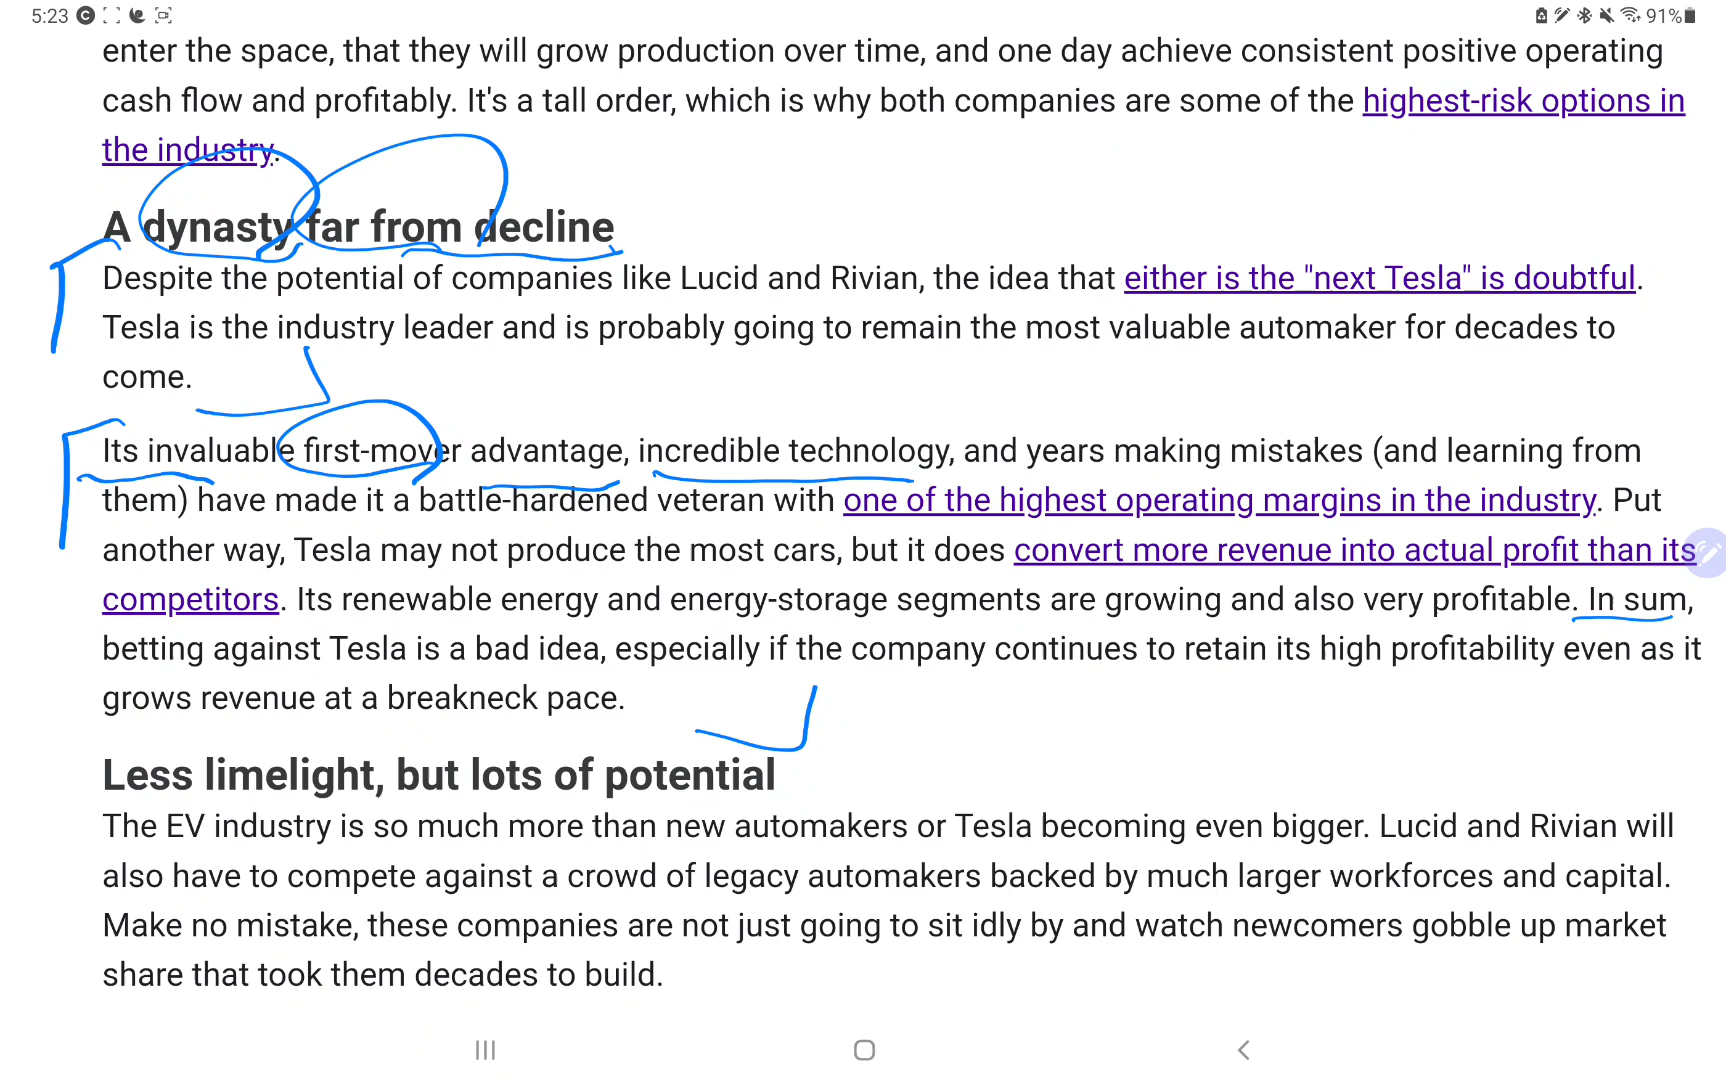 5:23 91%
enter the space, that they will grow production over time, and one day achieve consistent positive operating
cash flow and profitably. It's a tall order, which is why both companies are some of the highest-risk options in
the industry.
A dynasty far from decline
Despite the potential of companies like Lucid and Rivian, the idea that either is the "next Tesla" is doubtful.
Tesla is the industry leader and is probably going to remain the most valuable automaker for decades to
come.
Its invaluable first-mover advantage, incredible technology, and years making mistakes (and learning from
them) have made it a battle-hardened veteran with one of the highest operating margins in the industry. Put
another way, Tesla may not produce the most cars, but it does convert more revenue into actual profit than its
competitors. Its renewable energy and energy-storage segments are growing and also very profitable. In sum,
betting against Tesla is a bad idea, especially if the company continues to retain its high profitability even as it
grows revenue at a breakneck pace.
Less limelight, but lots of potential
The EV industry is so much more than new automakers or Tesla becoming even bigger. Lucid and Rivian will
also have to compete against a crowd of legacy automakers backed by much larger workforces and capital.
Make no mistake, these companies are not just going to sit idly by and watch newcomers gobble up market
share that took them decades to build.